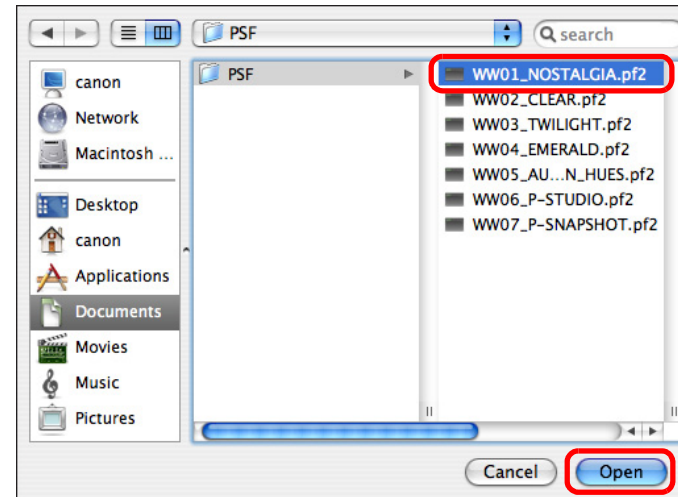 PSF
search
canon
Network
Macintosh ...
Desktop
canon
Applications
Documents
Movies
Music
Pictures
PSF
WW01_NOSTALGIA.pf2
WW02_CLEAR.pf2
WW03_TWILIGHT.pf2
WW04_EMERALD.pf2
WW05_AU...N_HUES.pf2
WW06_P-STUDIO.pf2
WW07_P-SNAPSHOT.pf2
Cancel
Open